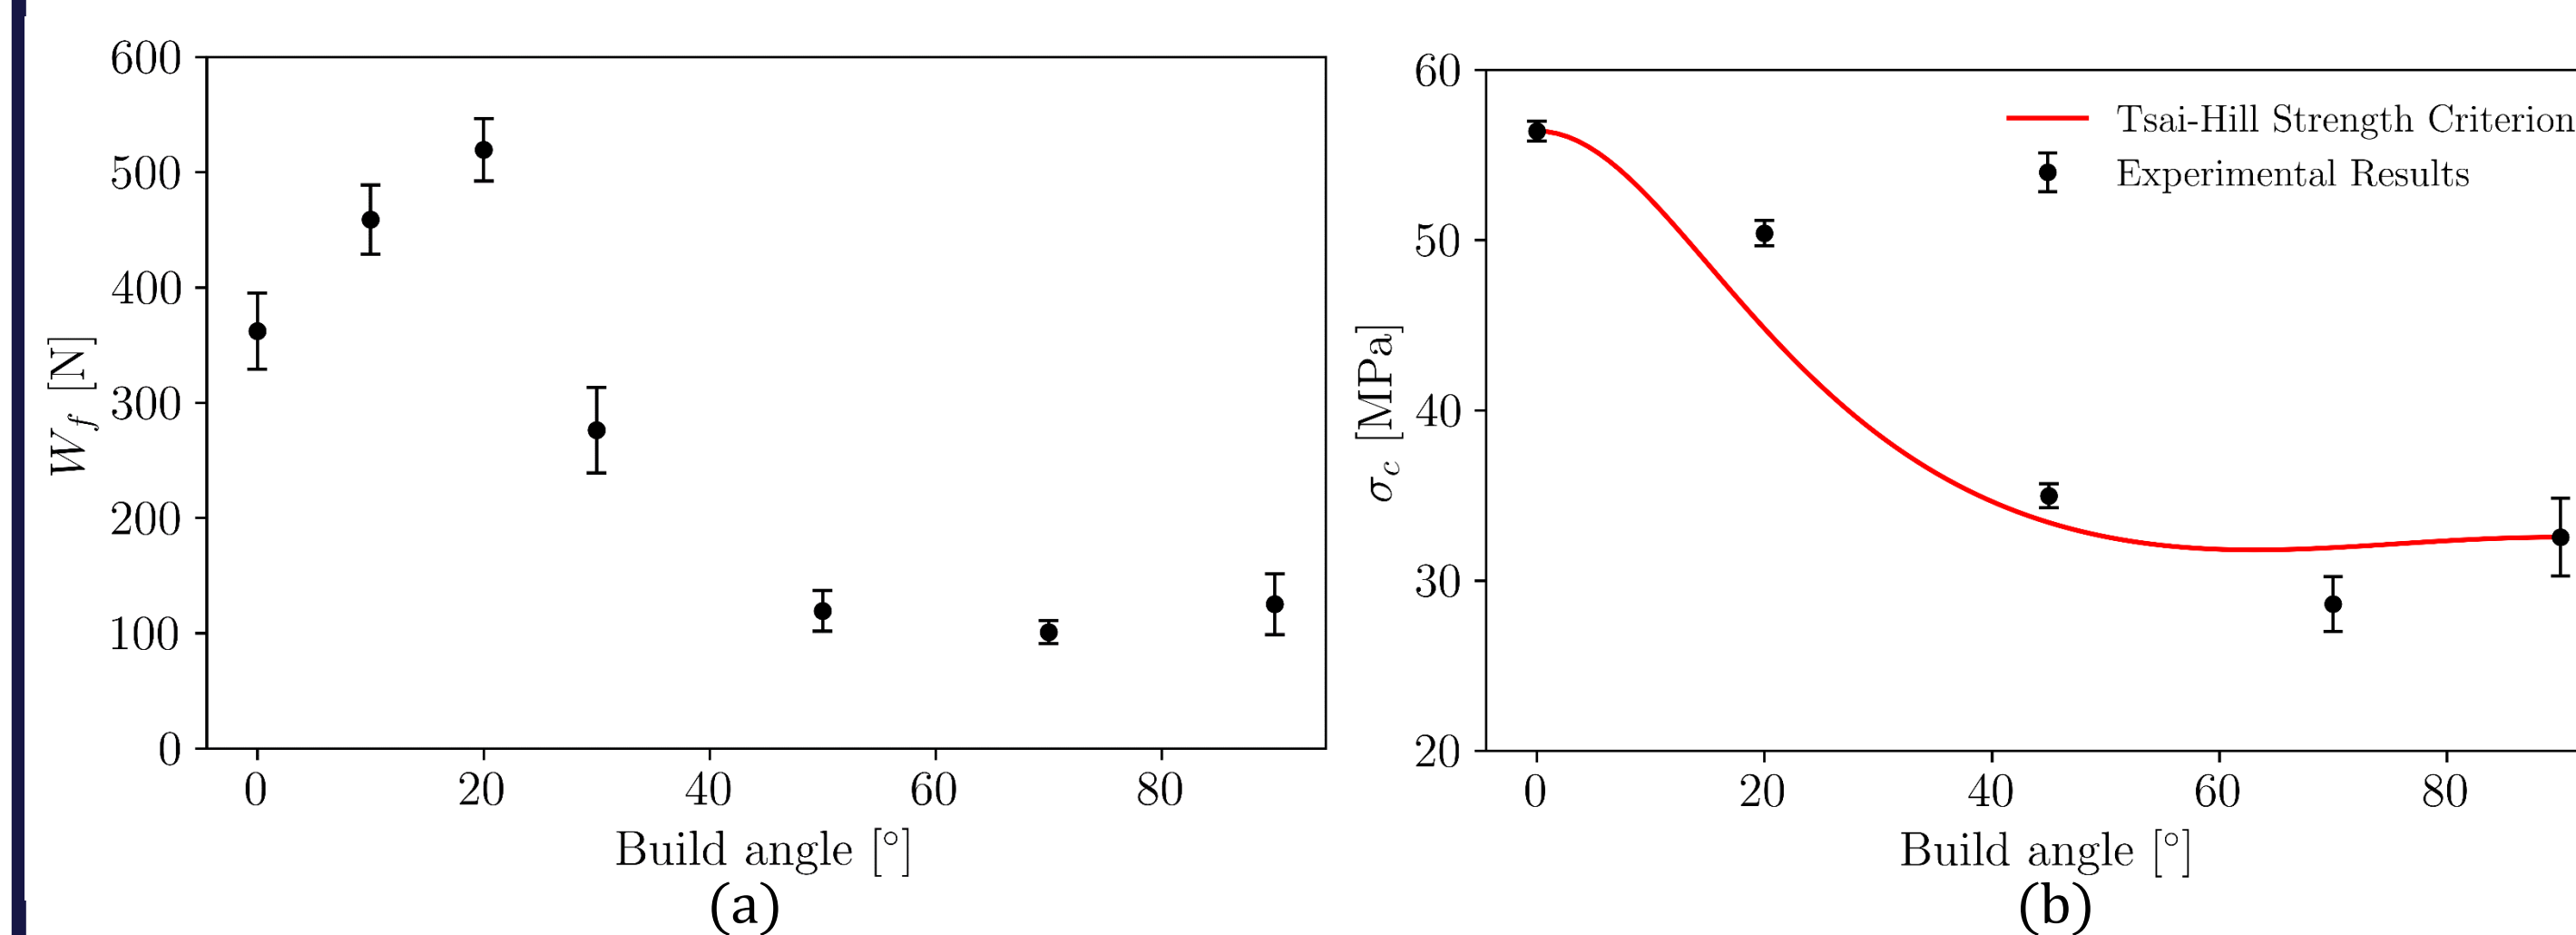 600
500
400
300
200
100
0
W_f [N]
0 20 40 60 80
Build angle [°]
(a)
60
50
40
30
20
σ_c [MPa]
Tsai-Hill Strength Criterion
Experimental Results
0 20 40 60 80
Build angle [°]
(b)